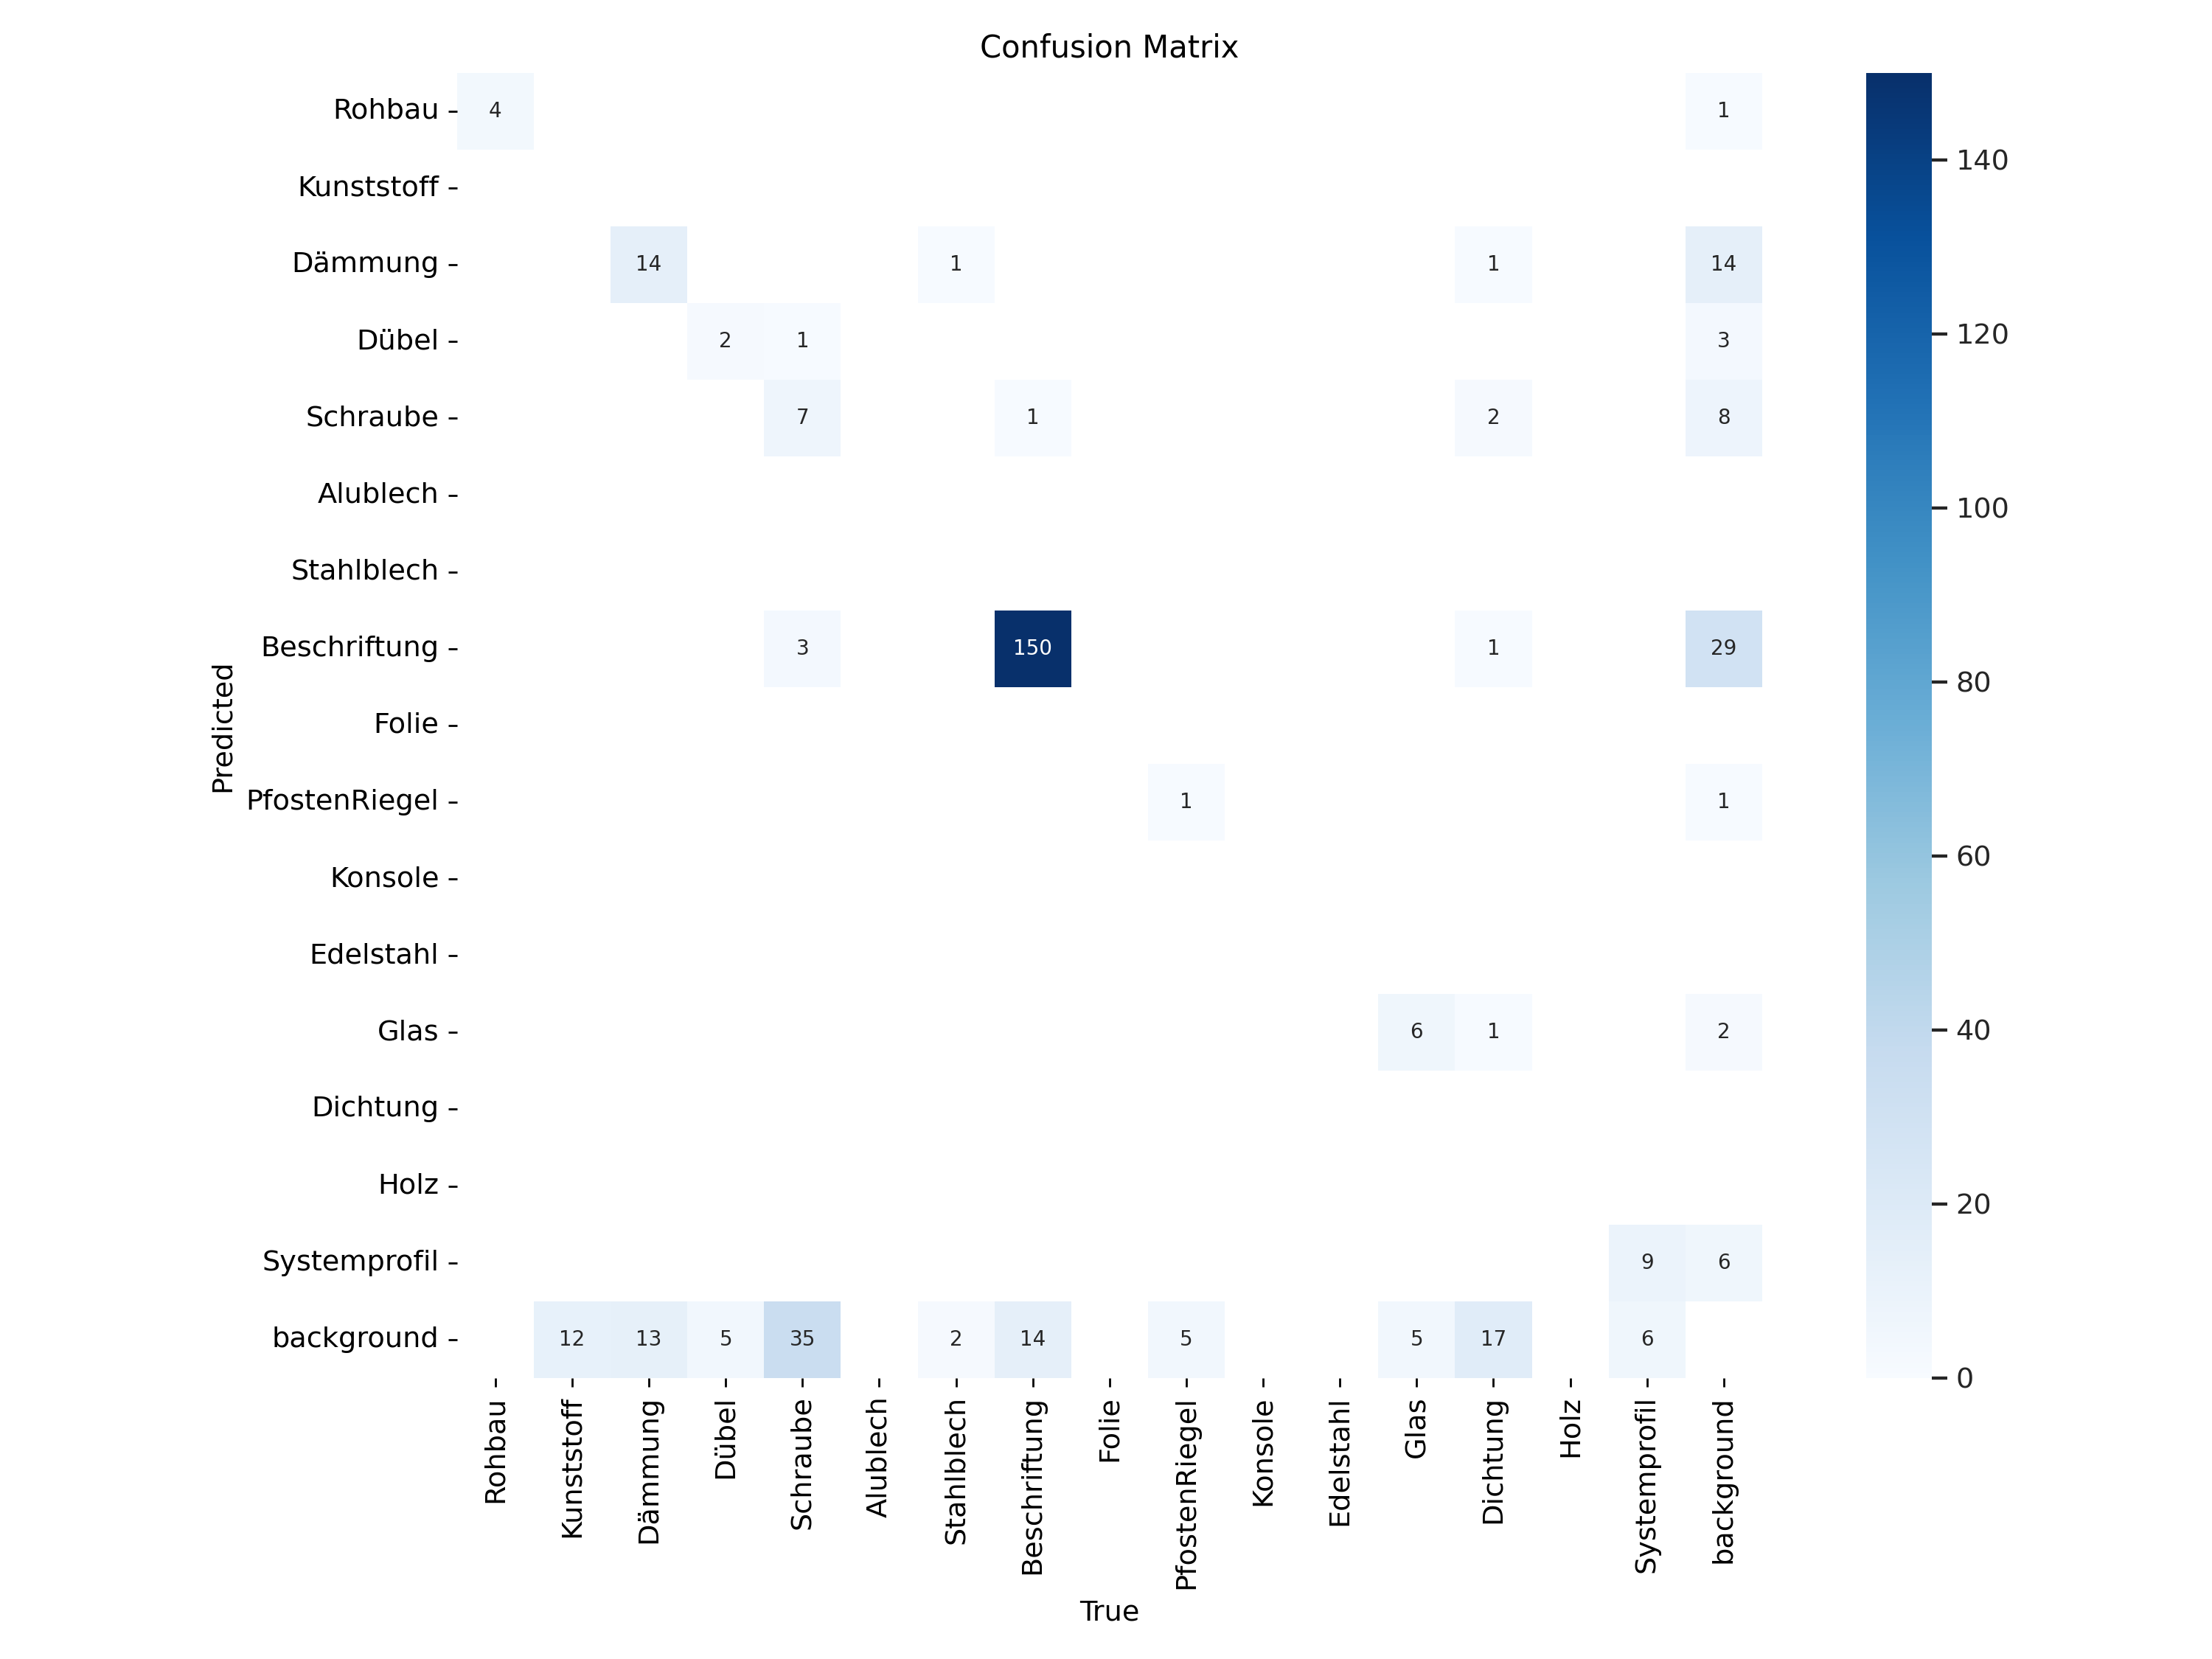 Confusion Matrix
Rohbau 4 1
Kunststoff
Dämmung 14 1 1 14
Dübel 2 1 3
Schraube 7 1 2 8
Alublech
Stahlblech
Beschriftung 3 150 1 29
Folie
PfostenRiegel 1 1
Konsole
Edelstahl
Glas 6 1 2
Dichtung
Holz
Systemprofil 9 6
background 12 13 5 35 2 14 5 5 17 6
Predicted
Rohbau
Kunststoff
Dämmung
Dübel
Schraube
Alublech
Stahlblech
Beschriftung
Folie
PfostenRiegel
Konsole
Edelstahl
Glas
Dichtung
Holz
Systemprofil
background
True
140
120
100
80
60
40
20
0